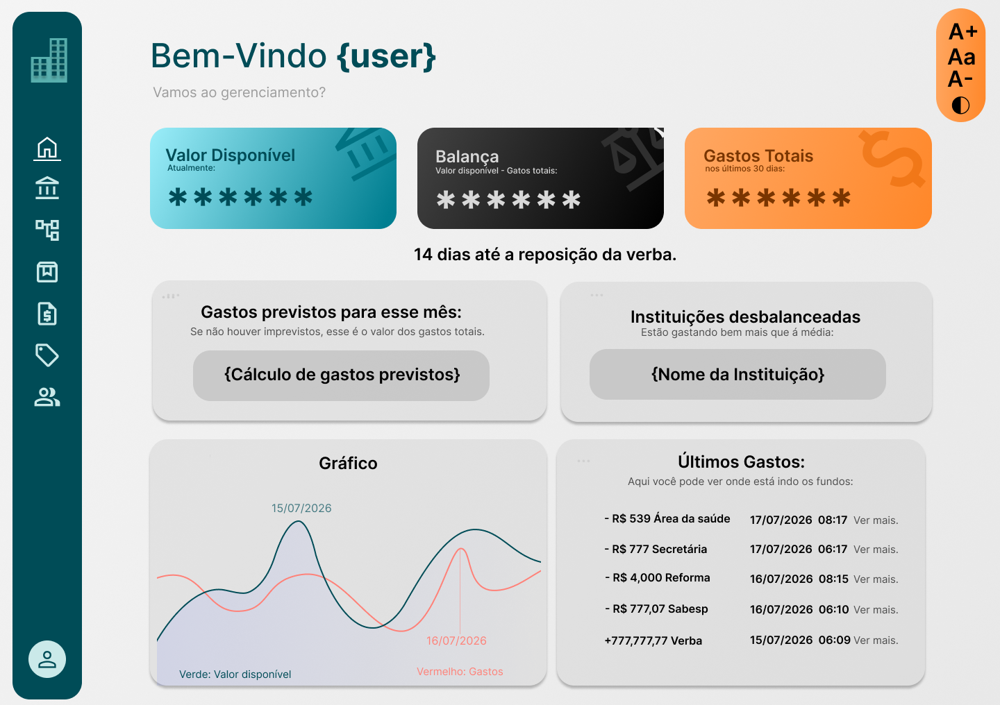 A+
Aa
A-
Bem-Vindo {user}
Vamos ao gerenciamento?
Valor Disponível
Atualmente:
******
Balança
Valor disponível - Gatos totais:
******
Gastos Totais
nos últimos 30 dias:
******
14 dias até a reposição da verba.
Gastos previstos para esse mês:
Se não houver imprevistos, esse é o valor dos gastos totais.
{Cálculo de gastos previstos}
Instituições desbalanceadas
Estão gastando bem mais que á média:
{Nome da Instituição}
Gráfico
15/07/2026
16/07/2026
Verde: Valor disponível
Vermelho: Gastos
Últimos Gastos:
Aqui você pode ver onde está indo os fundos:
- R$ 539 Área da saúde 17/07/2026 08:17 Ver mais.
- R$ 777 Secretária 17/07/2026 06:17 Ver mais.
- R$ 4,000 Reforma 16/07/2026 08:15 Ver mais.
- R$ 777,07 Sabesp 16/07/2026 06:10 Ver mais.
+777,777,77 Verba 15/07/2026 06:09 Ver mais.